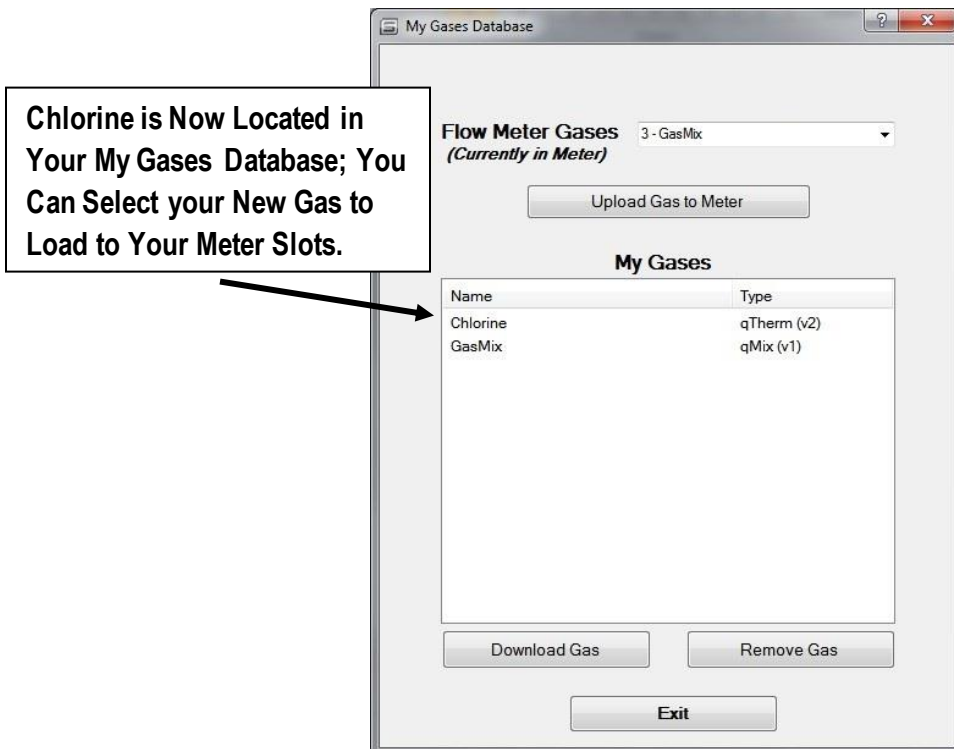 My Gases Database
Chlorine is Now Located in
Your My Gases Database; You
Can Select your New Gas to
Load to Your Meter Slots.
Flow Meter Gases 3 - GasMix
(Currently in Meter)
Upload Gas to Meter
My Gases
Name Type
Chlorine qTherm (v2)
GasMix qMix (v1)
Download Gas Remove Gas
Exit